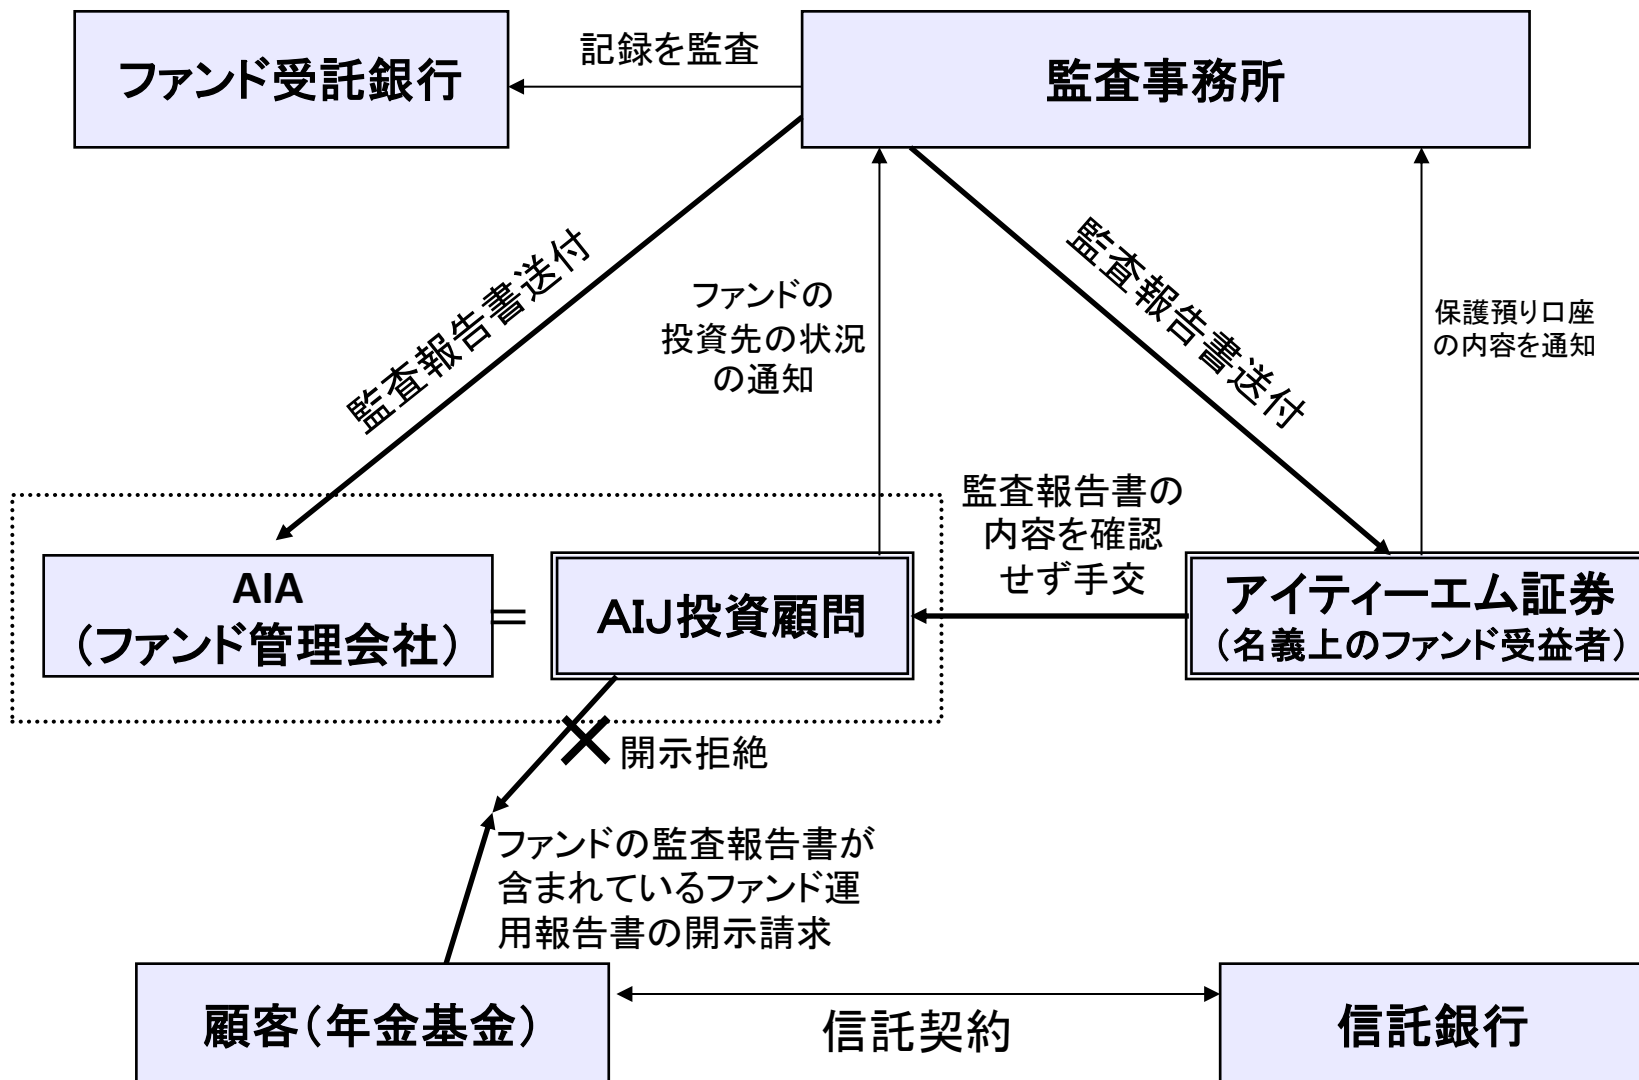 ファンド受託銀行
記録を監査
監査事務所
監査報告書送付
ファンドの
投資先の状況
の通知
監査報告書送付
保護預り口座
の内容を通知
監査報告書の
内容を確認
せず手交
AIA
(ファンド管理会社)
=
AIJ投資顧問
アイティーエム証券
(名義上のファンド受益者)
開示拒絶
ファンドの監査報告書が
含まれているファンド運
用報告書の開示請求
顧客(年金基金)
信託契約
信託銀行